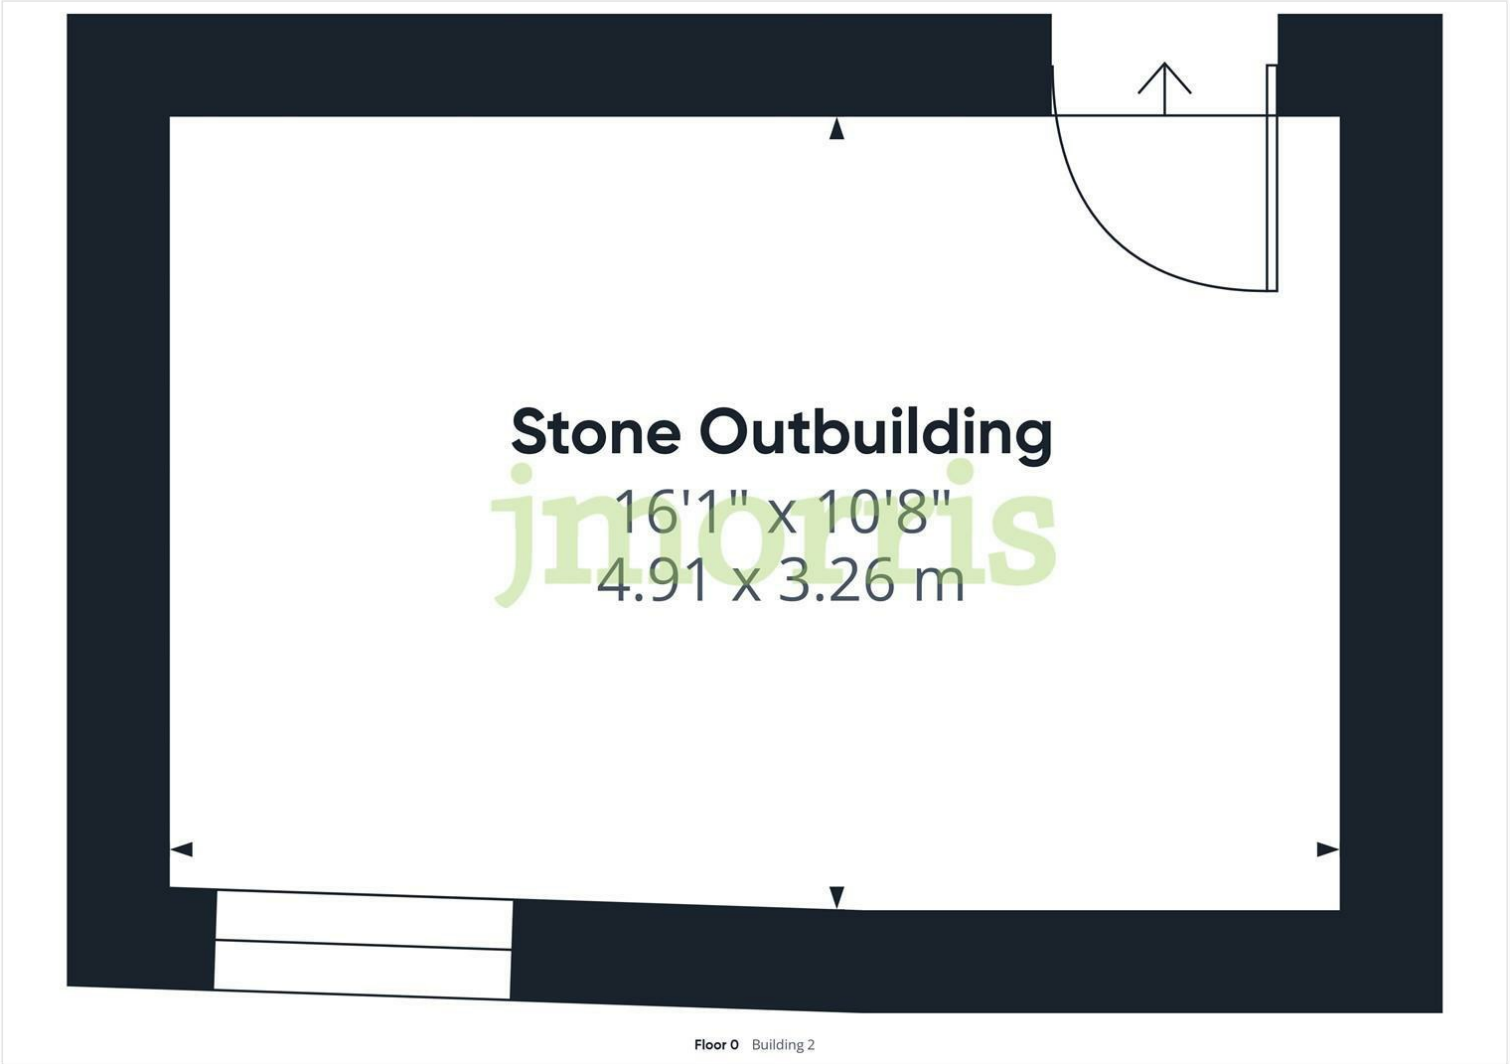 Stone Outbuilding
jmorris
16'1" x 10'8"
4.91 x 3.26 m
Floor 0 Building 2